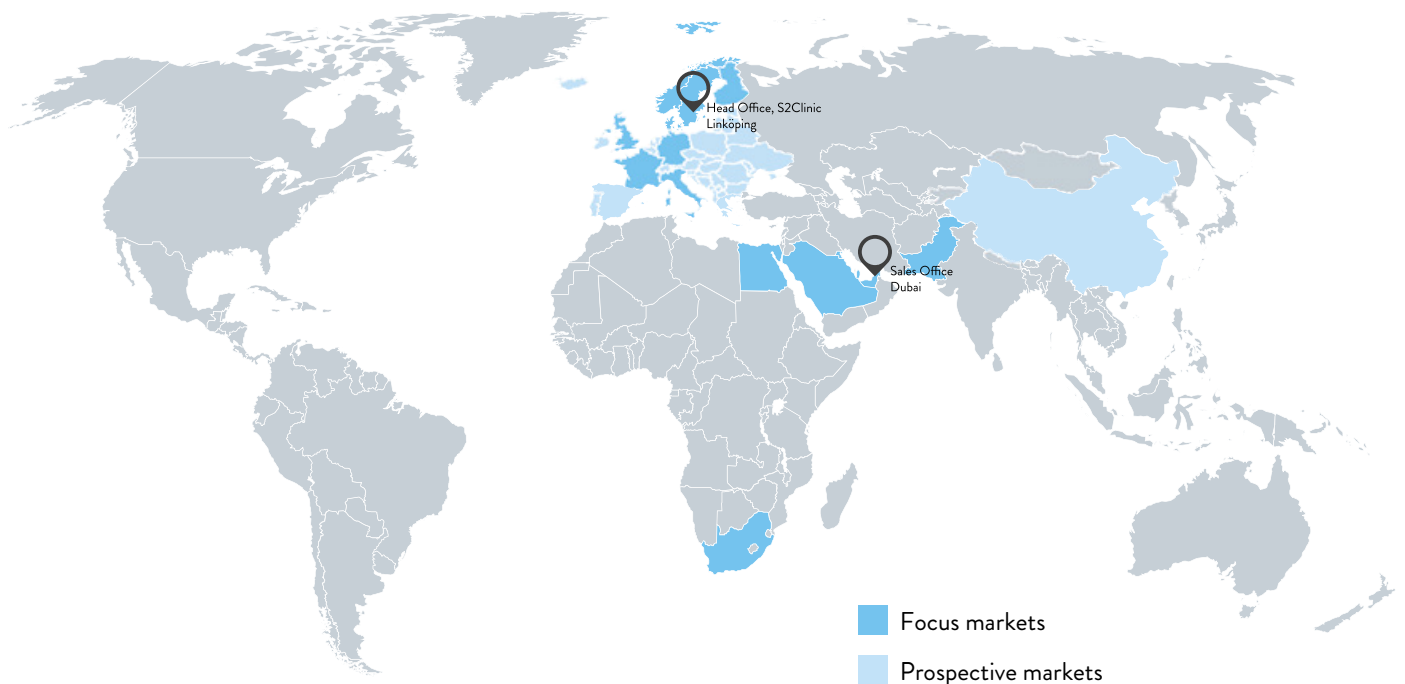 Head Office, S2Clinic
Linköping
Sales Office
Dubai
Focus markets
Prospective markets